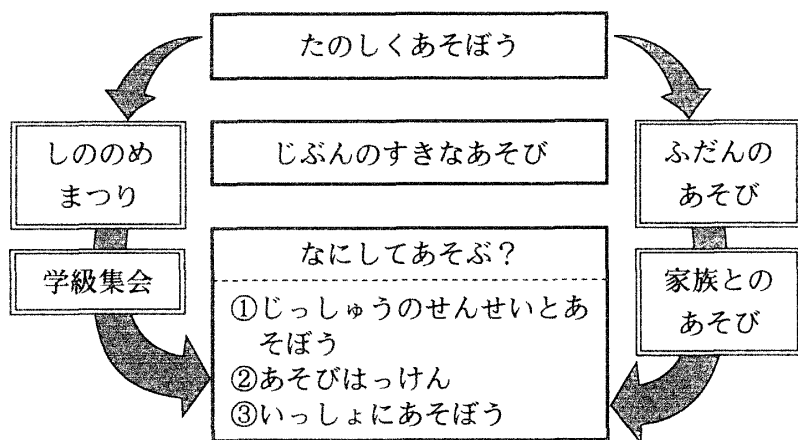 たのしくあそぼう
しののめ
まつり
じぶんのすきなあそび
ふだんの
あそび
学級集会
なにしてあそぶ？
①じっしゅうのせんせいとあ
そぼう
②あそびはっけん
③いっしょにあそぼう
家族との
あそび